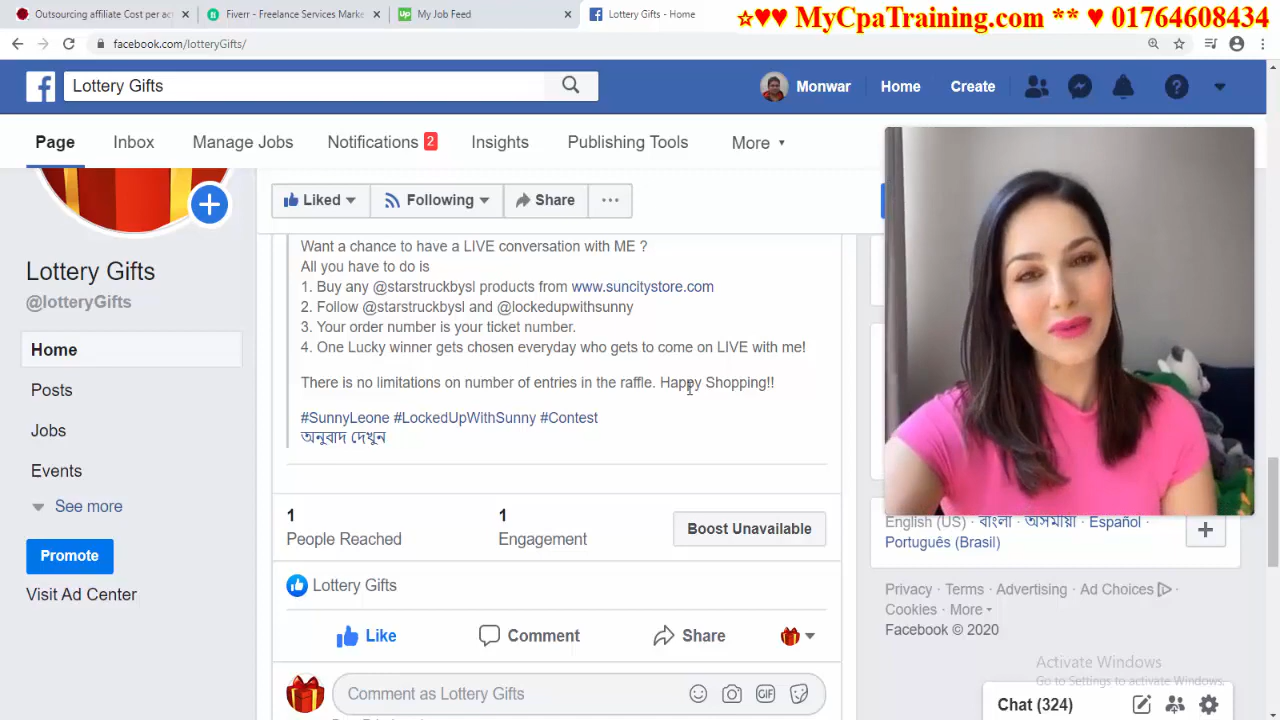 Outsourcing affiliate Cost per ac
Fiverr - Freelance Services Mark
My Job Feed
Lottery Gifts - Home
☆♥♥ MyCpaTraining.com ** ♥ 01764608434
facebook.com/lotteryGifts/
Lottery Gifts
Monwar
Home
Create
Page
Inbox
Manage Jobs
Notifications 2
Insights
Publishing Tools
More
Liked
Following
Share
Lottery Gifts
@lotteryGifts
Home
Posts
Jobs
Events
See more
Promote
Visit Ad Center
Want a chance to have a LIVE conversation with ME ?
All you have to do is
1. Buy any @starstruckbysl products from www.suncitystore.com
2. Follow @starstruckbysl and @lockedupwithsunny
3. Your order number is your ticket number.
4. One Lucky winner gets chosen everyday who gets to come on LIVE with me!
There is no limitations on number of entries in the raffle. Happy Shopping!!
#SunnyLeone #LockedUpWithSunny #Contest
অনুবাদ দেখুন
1
People Reached
1
Engagement
Boost Unavailable
Lottery Gifts
Like
Comment
Share
Comment as Lottery Gifts
GIF
English (US) · বাংলা · অসমীয়া · Español ·
Português (Brasil)
Privacy · Terms · Advertising · Ad Choices ·
Cookies · More
Facebook © 2020
Activate Windows
Go to Settings to activate Windows.
Chat (324)